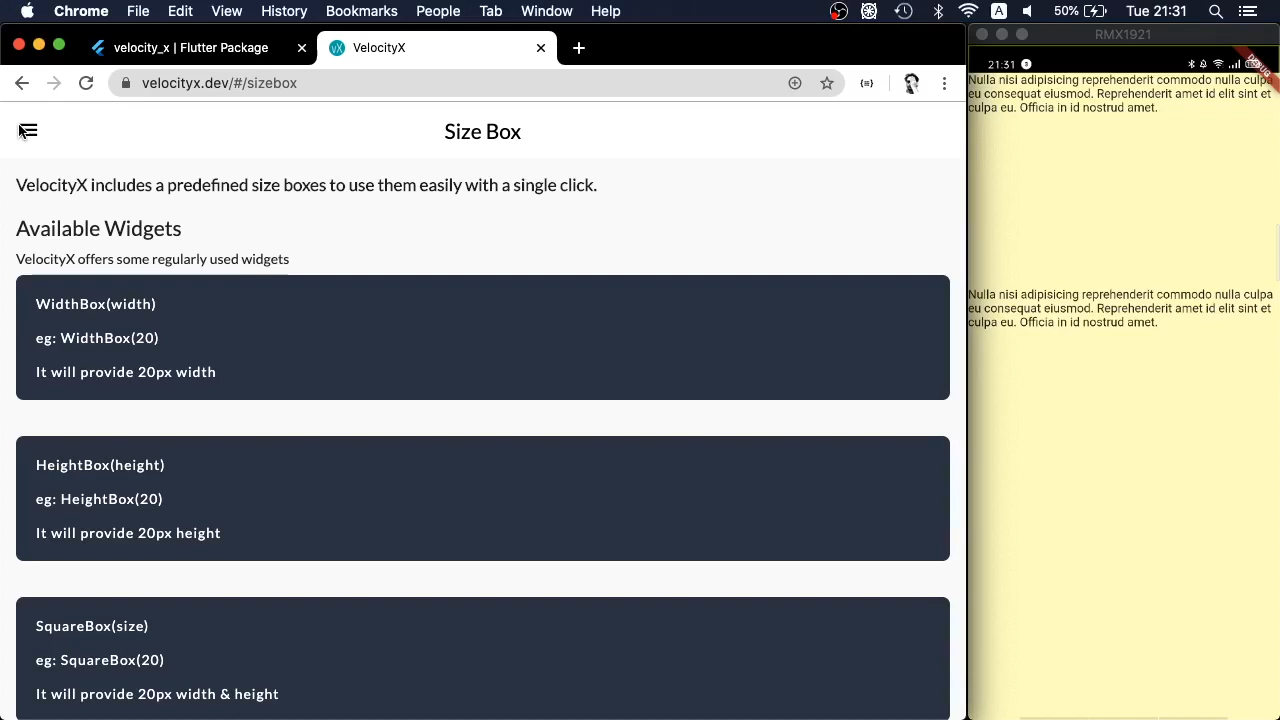 Chrome File Edit View History Bookmarks People Tab Window Help
A 50% Tue 21:31
velocity_x | Flutter Package
VelocityX
RMX1921
velocityx.dev/#/sizebox
21:31
DEBUG
Size Box
VelocityX includes a predefined size boxes to use them easily with a single click.
Available Widgets
VelocityX offers some regularly used widgets
WidthBox(width)
eg: WidthBox(20)
It will provide 20px width
HeightBox(height)
eg: HeightBox(20)
It will provide 20px height
SquareBox(size)
eg: SquareBox(20)
It will provide 20px width & height
Nulla nisi adipisicing reprehenderit commodo nulla culpa
eu consequat eiusmod. Reprehenderit amet id elit sint et
culpa eu. Officia in id nostrud amet.
Nulla nisi adipisicing reprehenderit commodo nulla culpa
eu consequat eiusmod. Reprehenderit amet id elit sint et
culpa eu. Officia in id nostrud amet.